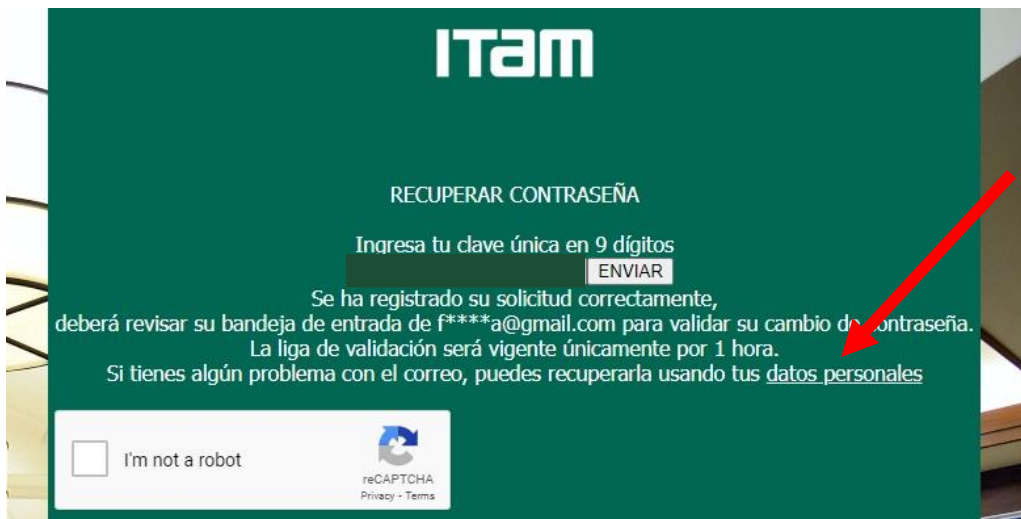 ITAM
RECUPERAR CONTRASEÑA
Ingresa tu clave única en 9 dígitos
ENVIAR
Se ha registrado su solicitud correctamente,
deberá revisar su bandeja de entrada de f****a@gmail.com para validar su cambio de contraseña.
La liga de validación será vigente únicamente por 1 hora.
Si tienes algún problema con el correo, puedes recuperarla usando tus datos personales
I'm not a robot
reCAPTCHA
Privacy - Terms